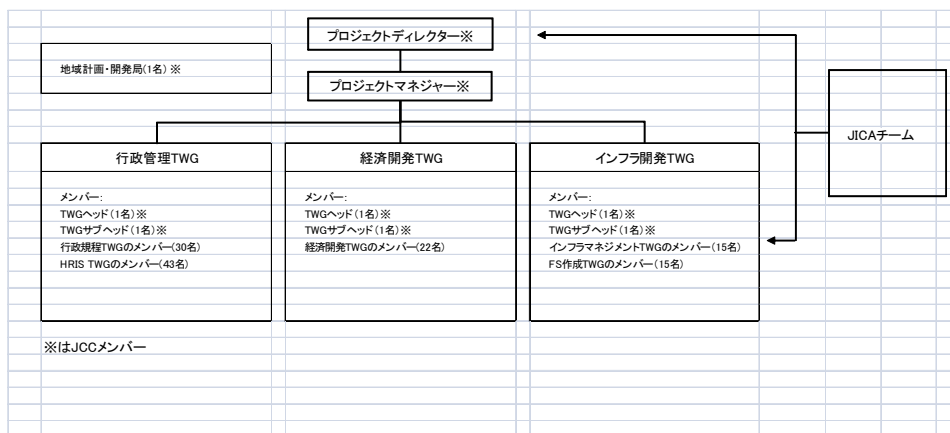 プロジェクトディレクター※
地域計画・開発局(1名) ※
プロジェクトマネジャー※
JICAチーム
行政管理TWG
メンバー:
TWGヘッド(1名)※
TWGサブヘッド(1名)※
行政規程TWGのメンバー(30名)
HRIS TWGのメンバー(43名)
経済開発TWG
メンバー:
TWGヘッド(1名)※
TWGサブヘッド(1名)※
経済開発TWGのメンバー(22名)
インフラ開発TWG
メンバー:
TWGヘッド(1名)※
TWGサブヘッド(1名)※
インフラマネジメントTWGのメンバー(15名)
FS作成TWGのメンバー(15名)
※はJCCメンバー